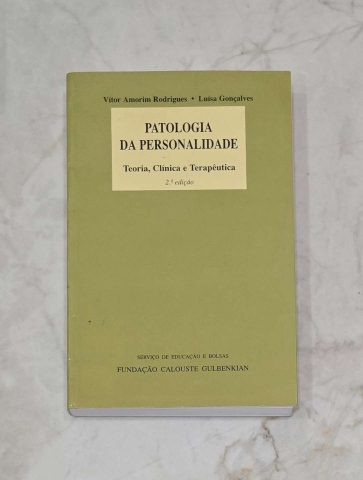 Vítor Amorim Rodrigues • Luísa Gonçalves
PATOLOGIA
DA PERSONALIDADE
Teoria, Clínica e Terapêutica
2.ª edição
SERVIÇO DE EDUCAÇÃO E BOLSAS
FUNDAÇÃO CALOUSTE GULBENKIAN